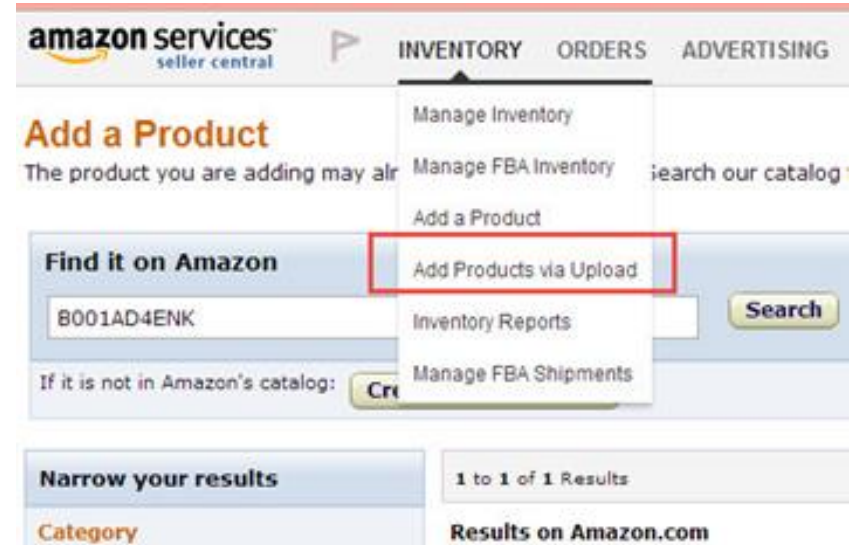 amazon services
seller central
INVENTORY ORDERS ADVERTISING
Manage Inventory
Manage FBA Inventory
Add a Product
Add Products via Upload
Inventory Reports
Manage FBA Shipments
Add a Product
The product you are adding may
search our catalog
Find it on Amazon
B001AD4ENK
Search
If it is not in Amazon's catalog:
Narrow your results
Category
1 to 1 of 1 Results
Results on Amazon.com